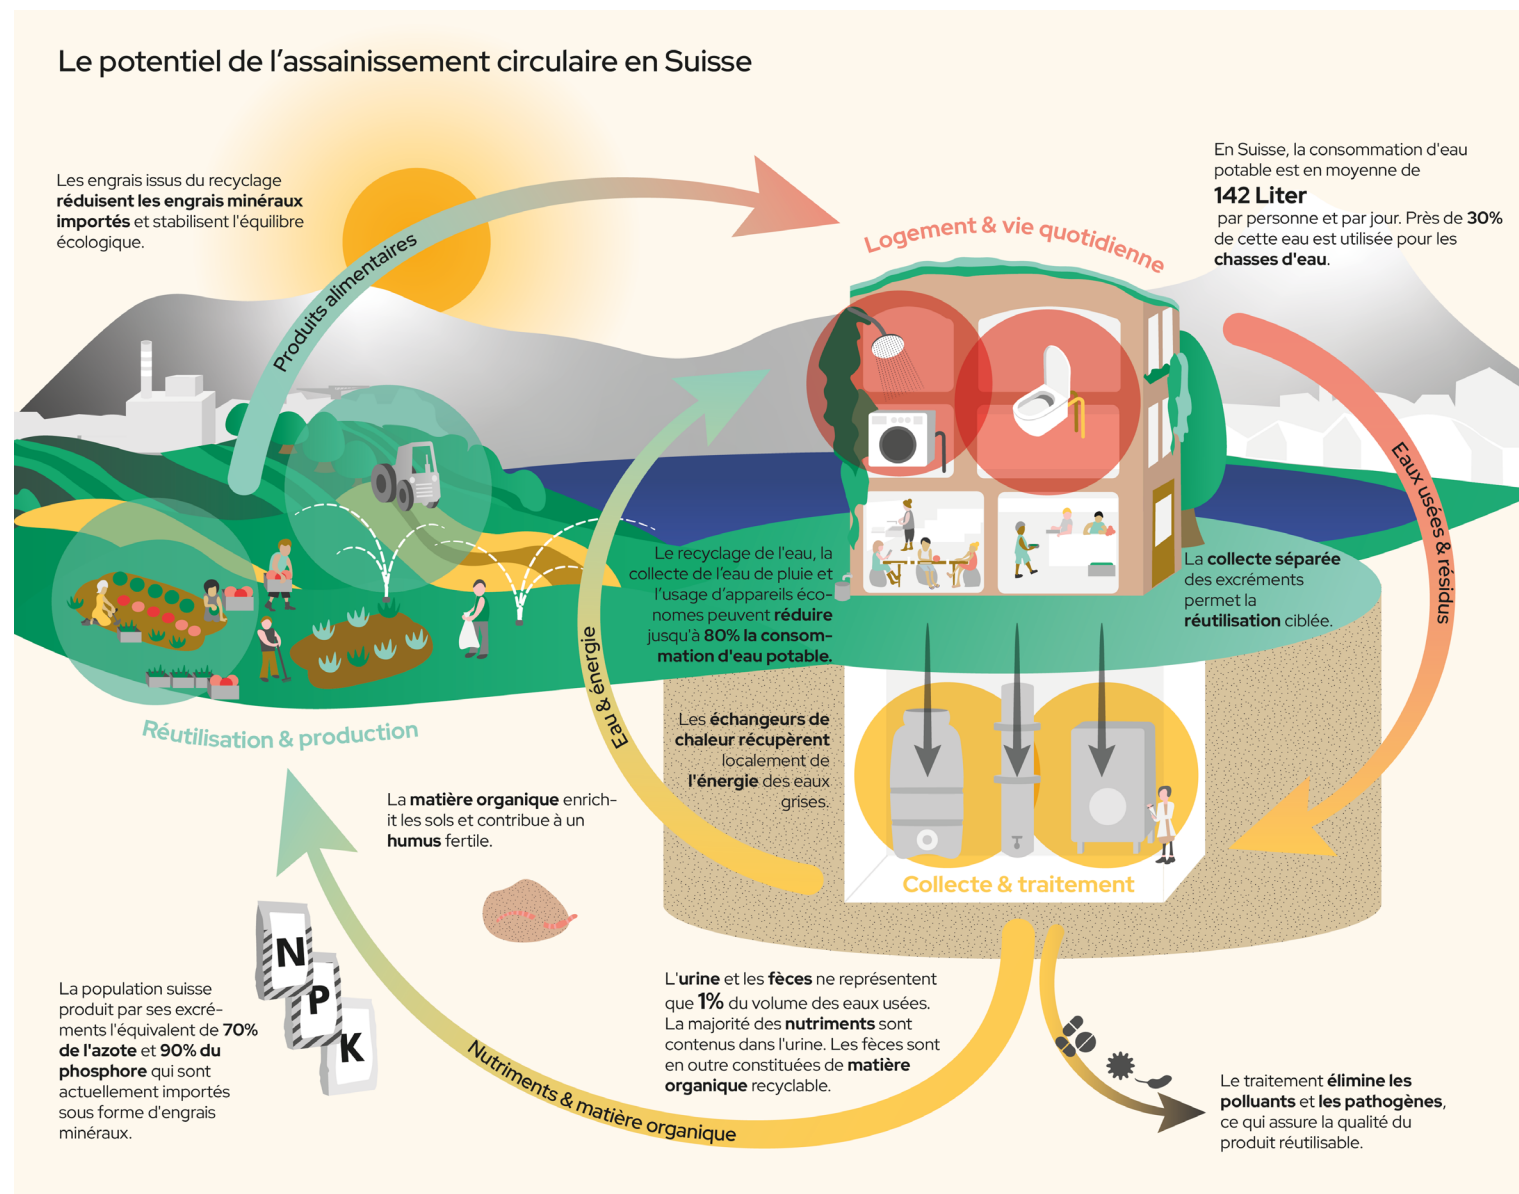 Le potentiel de l'assainissement circulaire en Suisse
Les engrais issus du recyclage
réduisent les engrais minéraux
importés et stabilisent l'équilibre
écologique.
Produits alimentaires
Logement & vie quotidienne
En Suisse, la consommation d'eau
potable est en moyenne de
142 Liter
par personne et par jour. Près de 30%
de cette eau est utilisée pour les
chasses d'eau.
Eaux usées & résidus
Le recyclage de l'eau, la
collecte de l'eau de pluie et
l'usage d'appareils éco-
nomes peuvent réduire
jusqu'à 80% la consom-
mation d'eau potable.
La collecte séparée
des excréments
permet la
réutilisation ciblée.
Eau & énergie
Réutilisation & production
Les échangeurs de
chaleur récupèrent
localement de
l'énergie des eaux
grises.
La matière organique enrich-
it les sols et contribue à un
humus fertile.
Collecte & traitement
N
P
K
La population suisse
produit par ses excré-
ments l'équivalent de 70%
de l'azote et 90% du
phosphore qui sont
actuellement importés
sous forme d'engrais
minéraux.
Nutriments & matière organique
L'urine et les fèces ne représentent
que 1% du volume des eaux usées.
La majorité des nutriments sont
contenus dans l'urine. Les fèces sont
en outre constituées de matière
organique recyclable.
Le traitement élimine les
polluants et les pathogènes,
ce qui assure la qualité du
produit réutilisable.